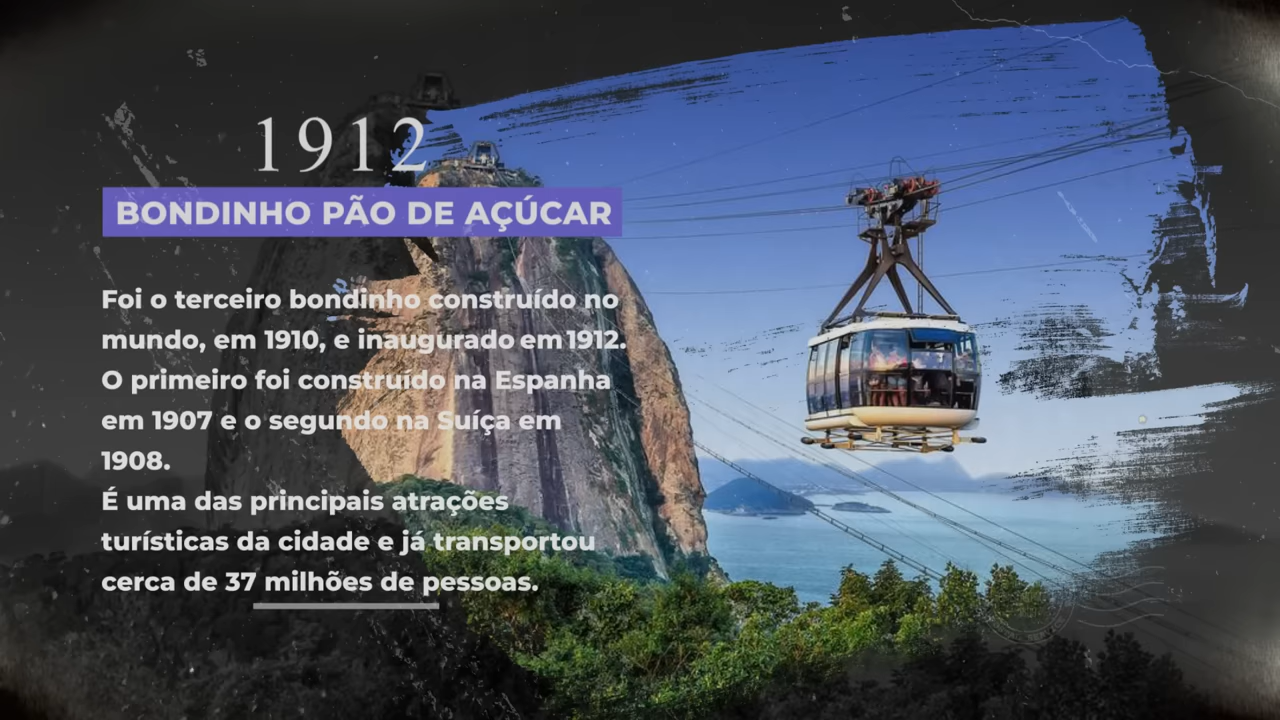 1912
BONDINHO PÃO DE AÇÚCAR
Foi o terceiro bondinho construído no
mundo, em 1910, e inaugurado em 1912.
O primeiro foi construído na Espanha
em 1907 e o segundo na Suíça em
1908.
É uma das principais atrações
turísticas da cidade e já transportou
cerca de 37 milhões de pessoas.